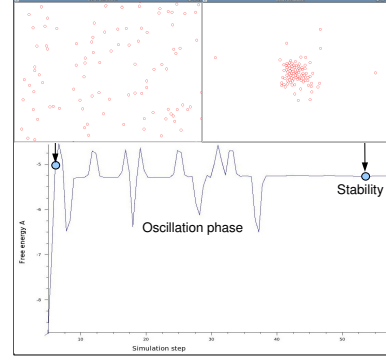 -5
-6
-7
-8
Free energy A
Oscillation phase
Stability
10
20
30
40
50
Simulation step